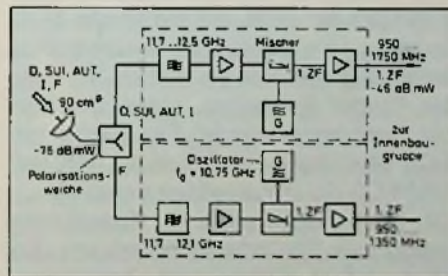 11,7...12,5 GHz
Mischer
950
1750 MHz
1. ZF
-46 dB mW
D, SUI, AUT,
I, F
90 cm ø
1. ZF
G
D, SUI, AUT, I
-76 dB mW
F
Polarisations-
weiche
Oszillator
f₀ = 10,75 GHz
G
zur
Innenbau-
gruppe
1. ZF
1. ZF
950
1350 MHz
11,7...12,1 GHz